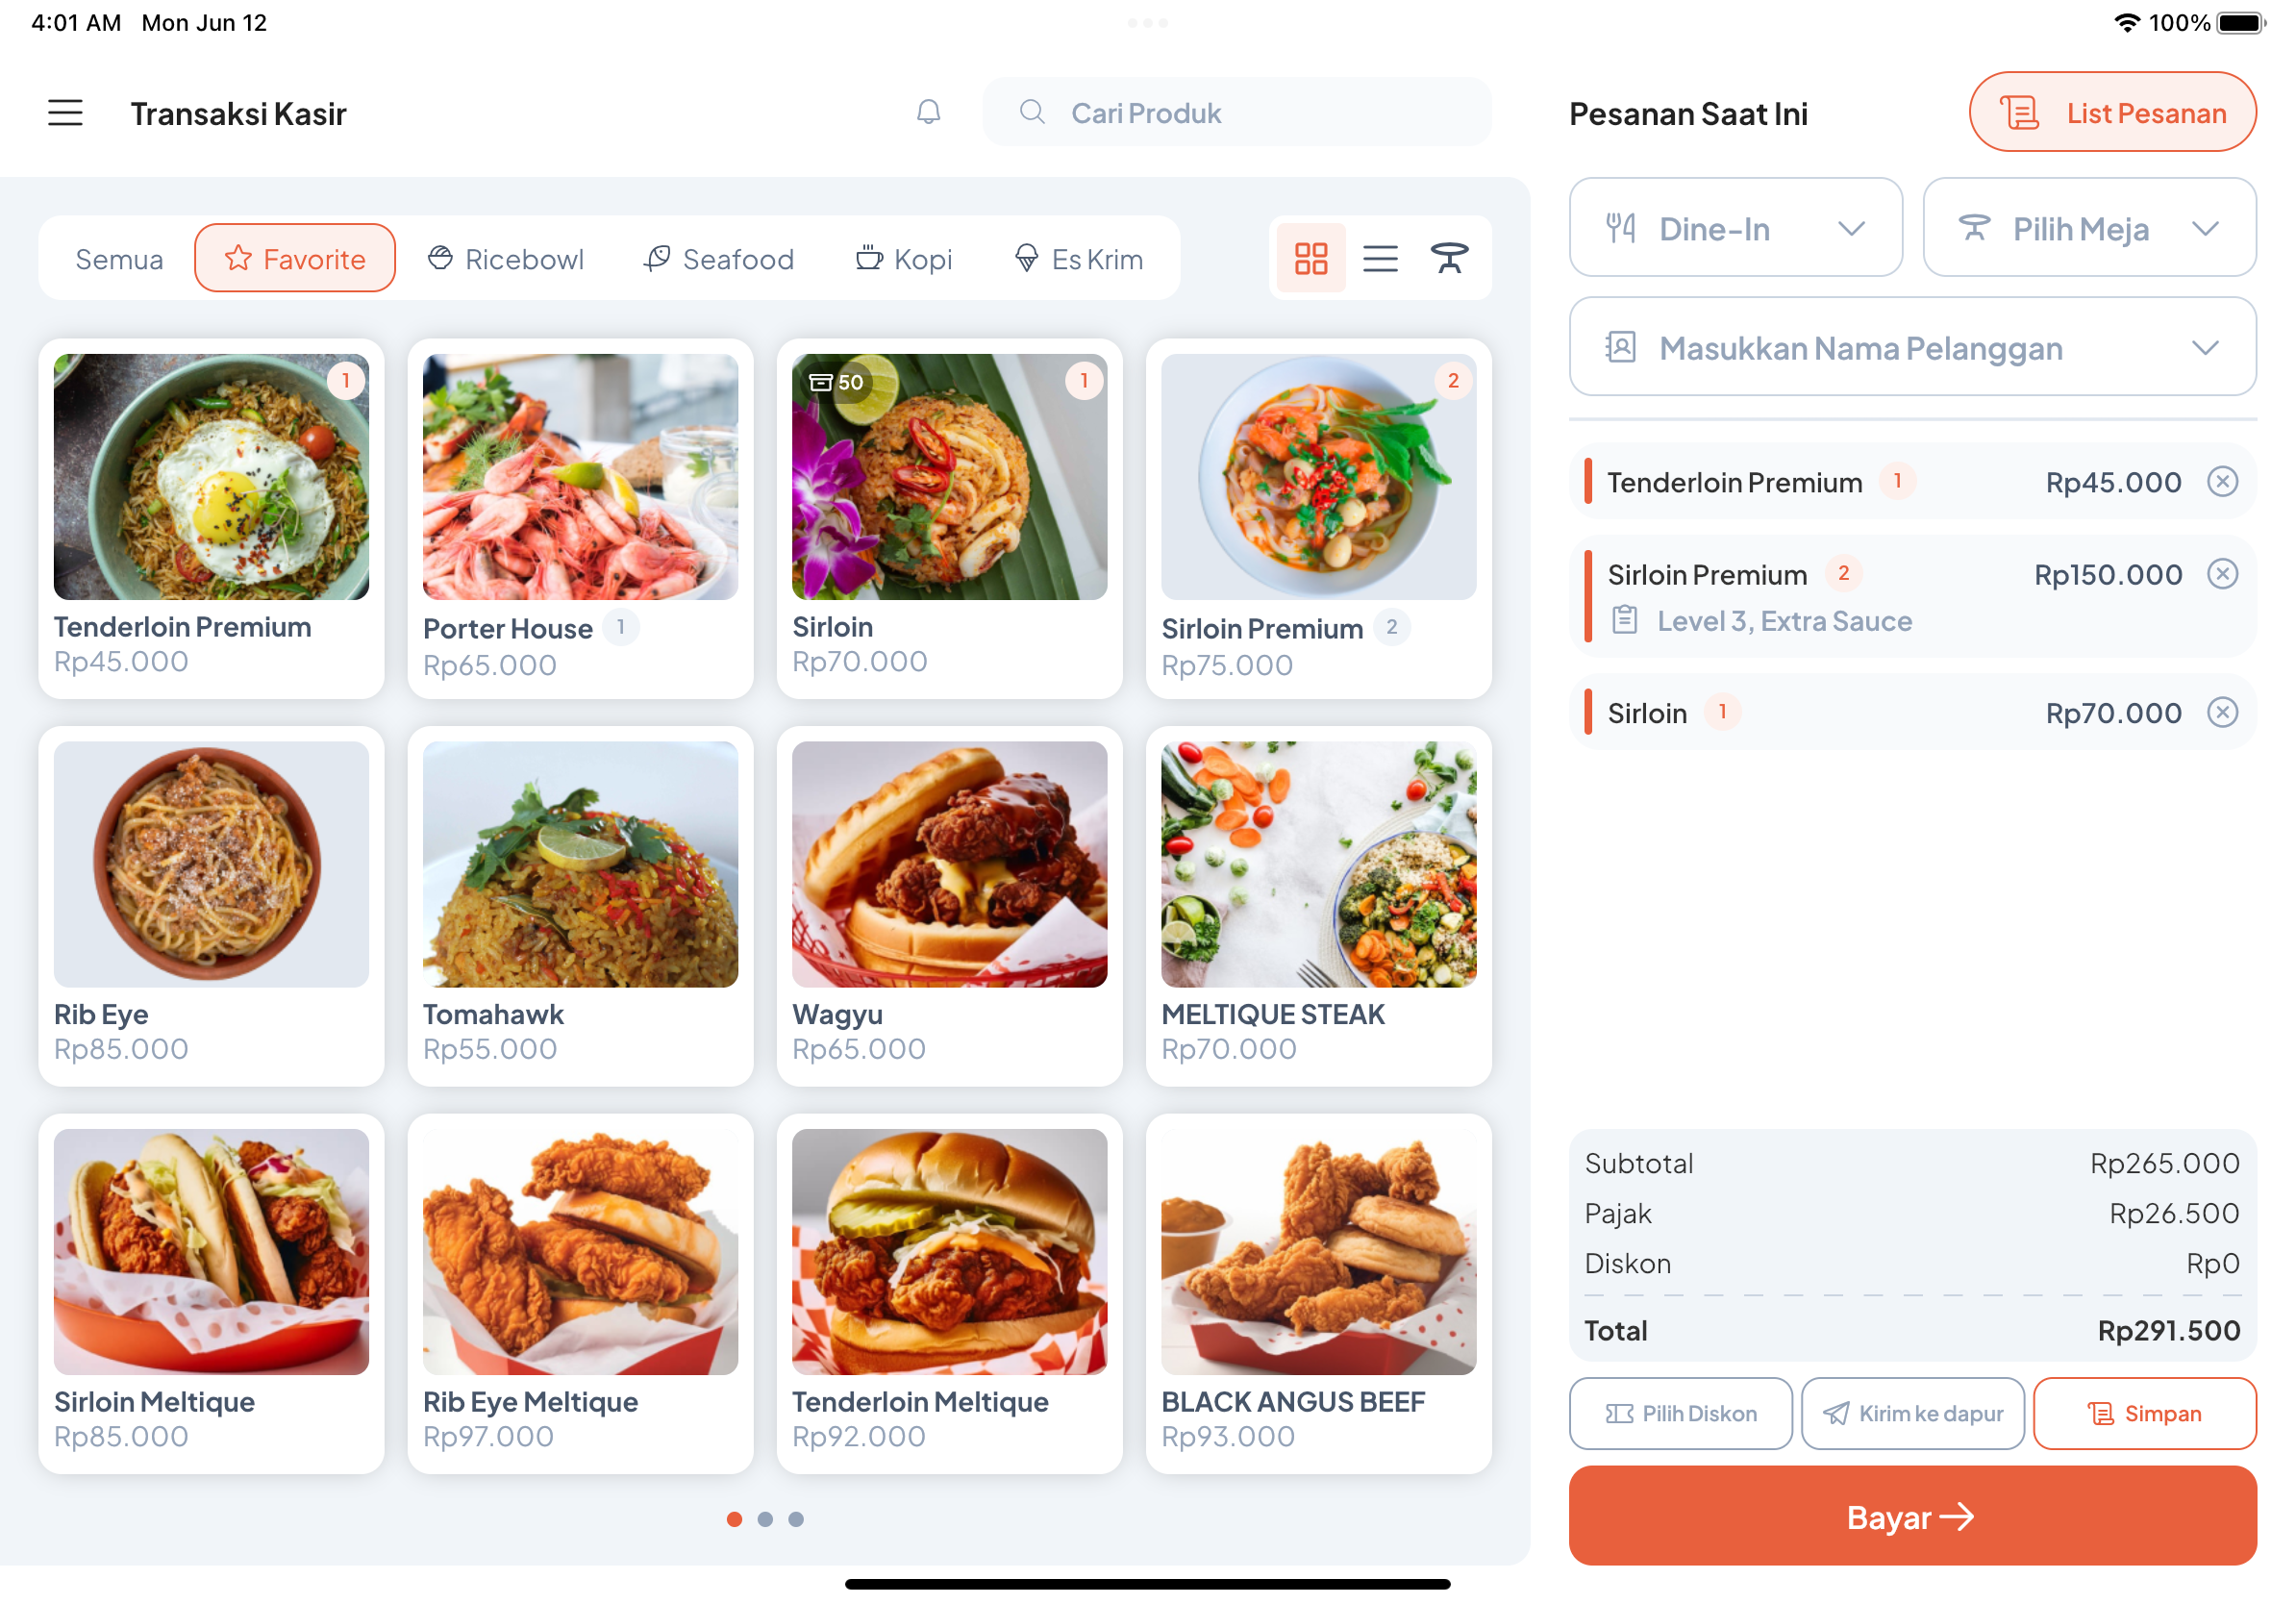 4:01 AM Mon Jun 12
100%
Transaksi Kasir
Cari Produk
Semua
Favorite
Ricebowl
Seafood
Kopi
Es Krim
1
Tenderloin Premium
Rp45.000
Porter House 1
Rp65.000
50
1
Sirloin
Rp70.000
2
Sirloin Premium 2
Rp75.000
Rib Eye
Rp85.000
Tomahawk
Rp55.000
Wagyu
Rp65.000
MELTIQUE STEAK
Rp70.000
Sirloin Meltique
Rp85.000
Rib Eye Meltique
Rp97.000
Tenderloin Meltique
Rp92.000
BLACK ANGUS BEEF
Rp93.000
Pesanan Saat Ini
List Pesanan
Dine-In
Pilih Meja
Masukkan Nama Pelanggan
Tenderloin Premium 1 Rp45.000
Sirloin Premium 2 Rp150.000
Level 3, Extra Sauce
Sirloin 1 Rp70.000
Subtotal Rp265.000
Pajak Rp26.500
Diskon Rp0
Total Rp291.500
Pilih Diskon
Kirim ke dapur
Simpan
Bayar